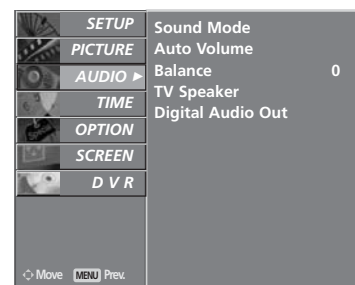 SETUP
PICTURE
AUDIO ►
TIME
OPTION
SCREEN
D V R
Move MENU Prev.
Sound Mode
Auto Volume
Balance 0
TV Speaker
Digital Audio Out